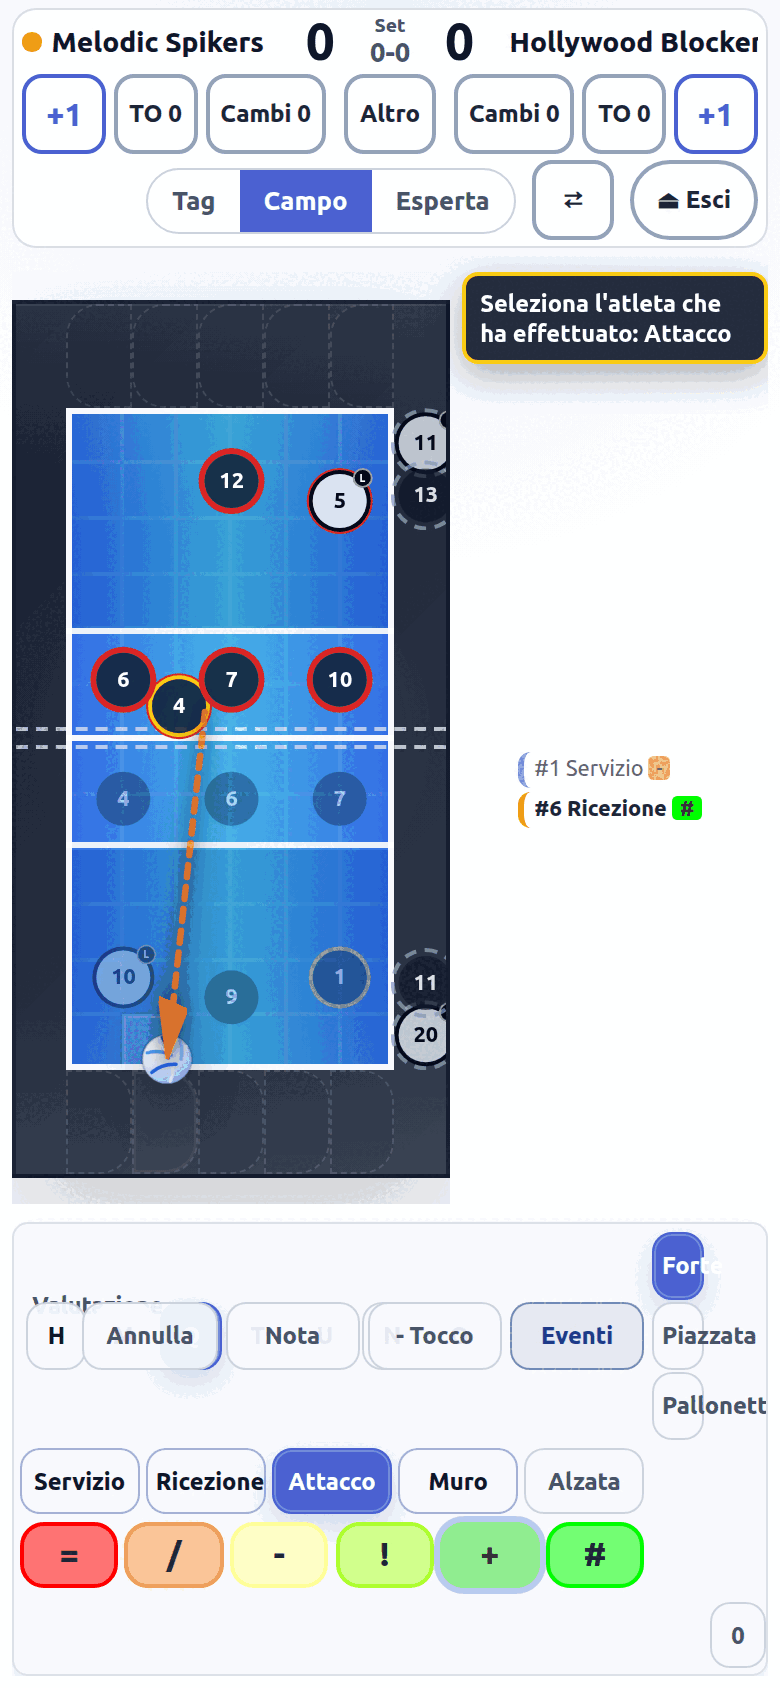 Melodic Spikers 0 Set 0-0 0 Hollywood Blocker
+1 TO 0 Cambi 0 Altro Cambi 0 TO 0 +1
Tag Campo Esperta ⇄ ⏏ Esci
Seleziona l'atleta che
ha effettuato: Attacco
11
12
5 L
13
6 7 10
4
#1 Servizio -
4 6 7
#6 Ricezione #
10 L 1
11
9
20
Forte
Valutazione
H Annulla Nota - Tocco Eventi Piazzata
Pallonett
Servizio Ricezione Attacco Muro Alzata
= / - ! + #
0